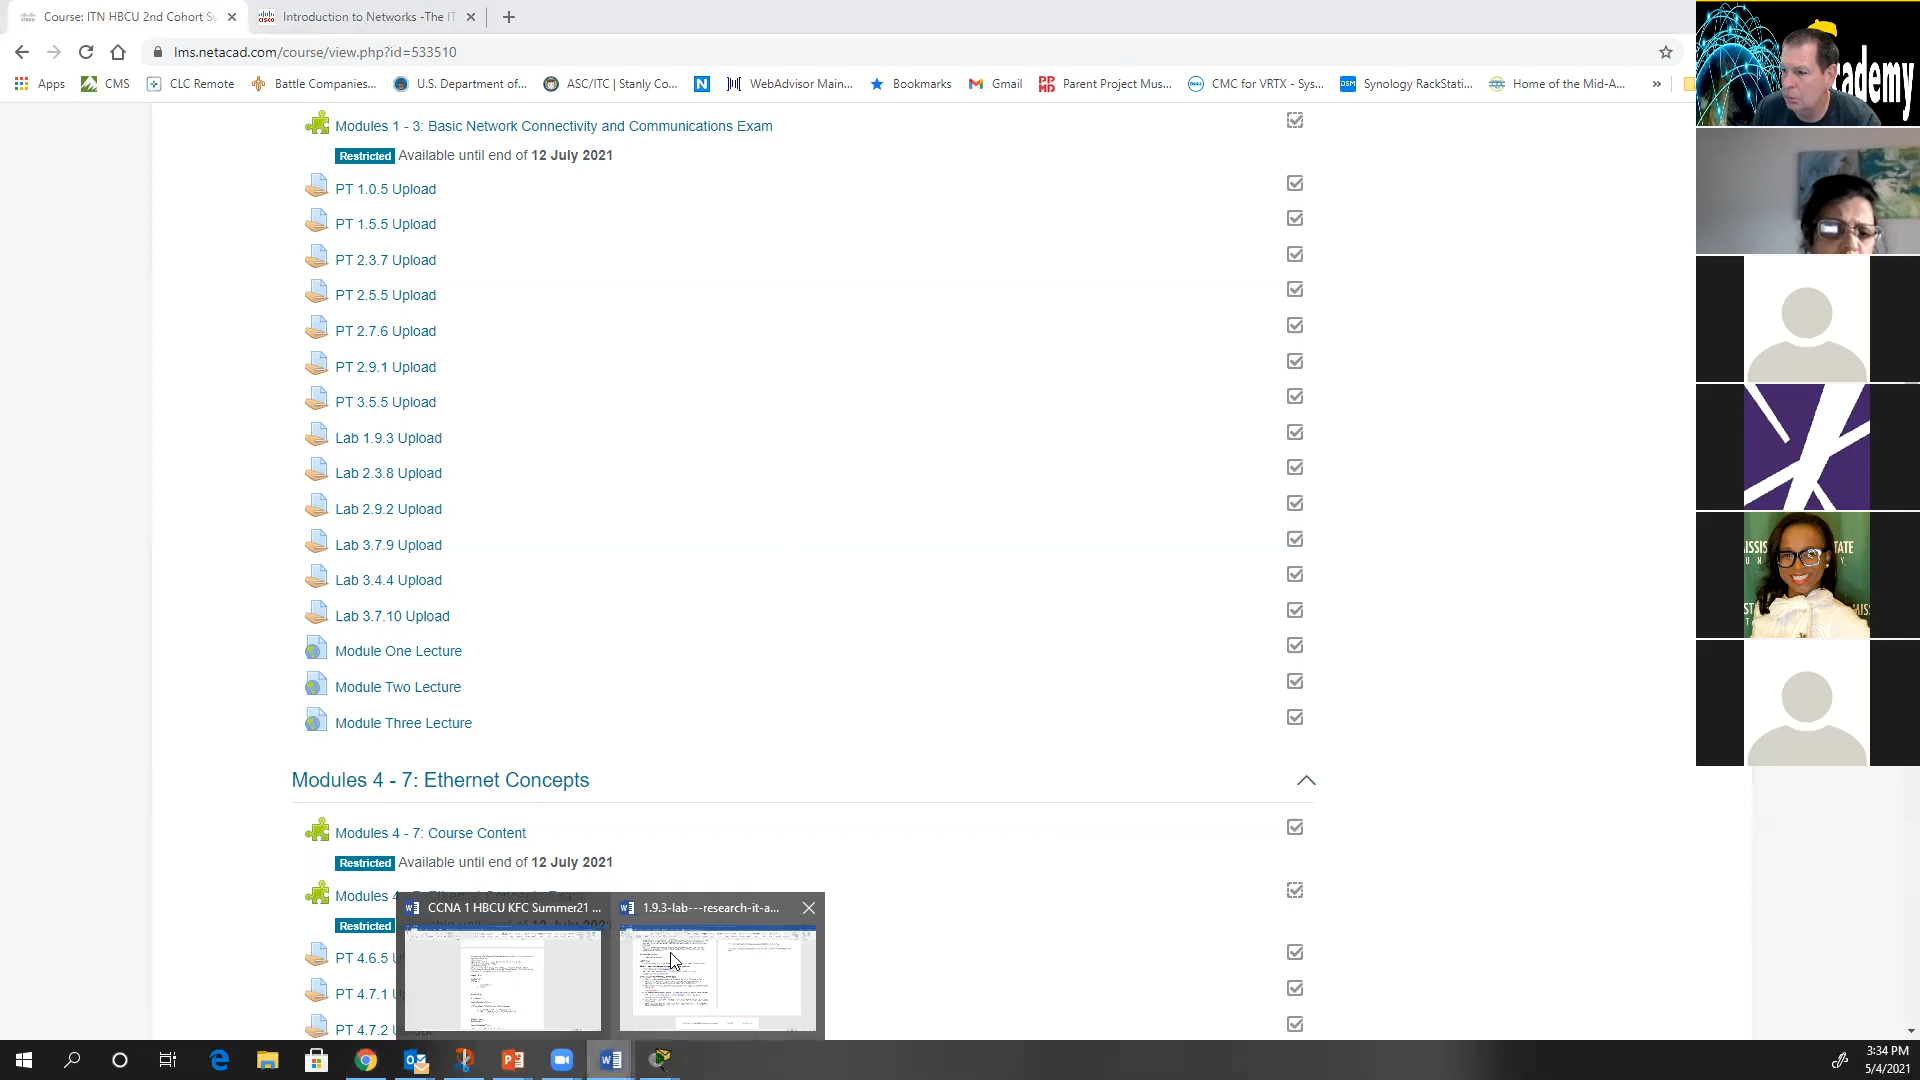 Course: ITN HBCU 2nd Cohort Su
Introduction to Networks -The IT
lms.netacad.com/course/view.php?id=533510
Apps
CMS
CLC Remote
Battle Companies...
U.S. Department of...
ASC/ITC | Stanly Co...
N
WebAdvisor Main...
Bookmarks
Gmail
Parent Project Mus...
CMC for VRTX - Sys...
Synology RackStati...
Home of the Mid-A...
»
ademy
Modules 1 - 3: Basic Network Connectivity and Communications Exam
Restricted Available until end of 12 July 2021
PT 1.0.5 Upload
PT 1.5.5 Upload
PT 2.3.7 Upload
PT 2.5.5 Upload
PT 2.7.6 Upload
PT 2.9.1 Upload
PT 3.5.5 Upload
Lab 1.9.3 Upload
Lab 2.3.8 Upload
Lab 2.9.2 Upload
Lab 3.7.9 Upload
Lab 3.4.4 Upload
Lab 3.7.10 Upload
Module One Lecture
Module Two Lecture
Module Three Lecture
Modules 4 - 7: Ethernet Concepts
Modules 4 - 7: Course Content
Restricted Available until end of 12 July 2021
Modules 4
Restricted
PT 4.6.5
PT 4.7.1
PT 4.7.2
CCNA 1 HBCU KFC Summer21 ...
1.9.3-lab---research-it-a...
3:34 PM
5/4/2021